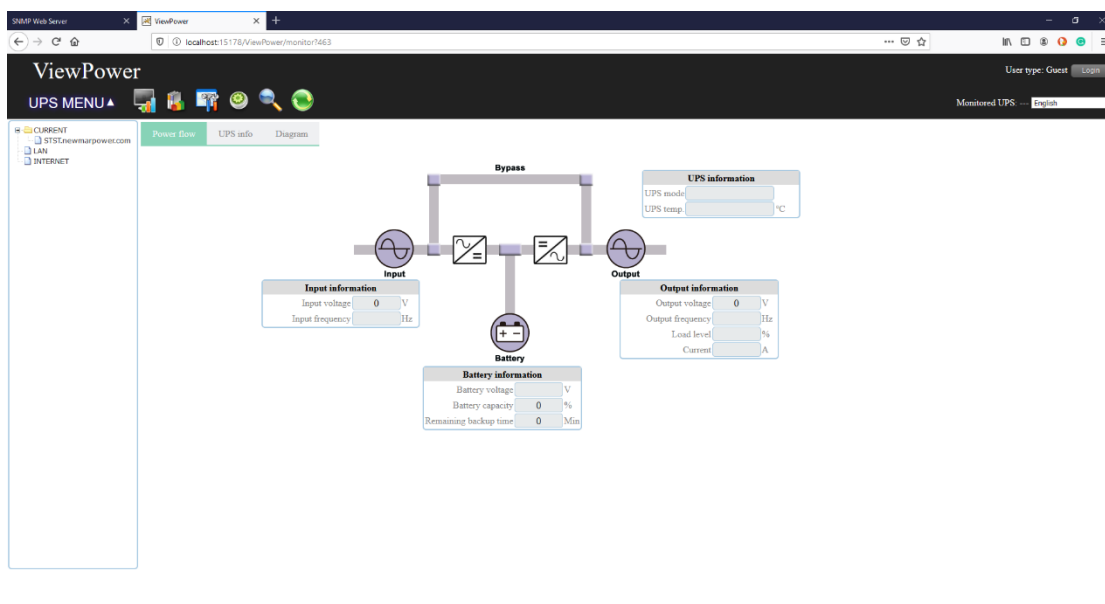 SNMP Web Server
ViewPower
localhost:15178/ViewPower/monitor?463
ViewPower
User type: Guest
Login
UPS MENU▲
Monitored UPS: ---
English
CURRENT
STST.newmarpower.com
LAN
INTERNET
Power flow
UPS info
Diagram
Bypass
UPS information
UPS mode
UPS temp. °C
Input
Output
Input information
Input voltage 0 V
Input frequency Hz
Output information
Output voltage 0 V
Output frequency Hz
Load level %
Current A
Battery
Battery information
Battery voltage V
Battery capacity 0 %
Remaining backup time 0 Min